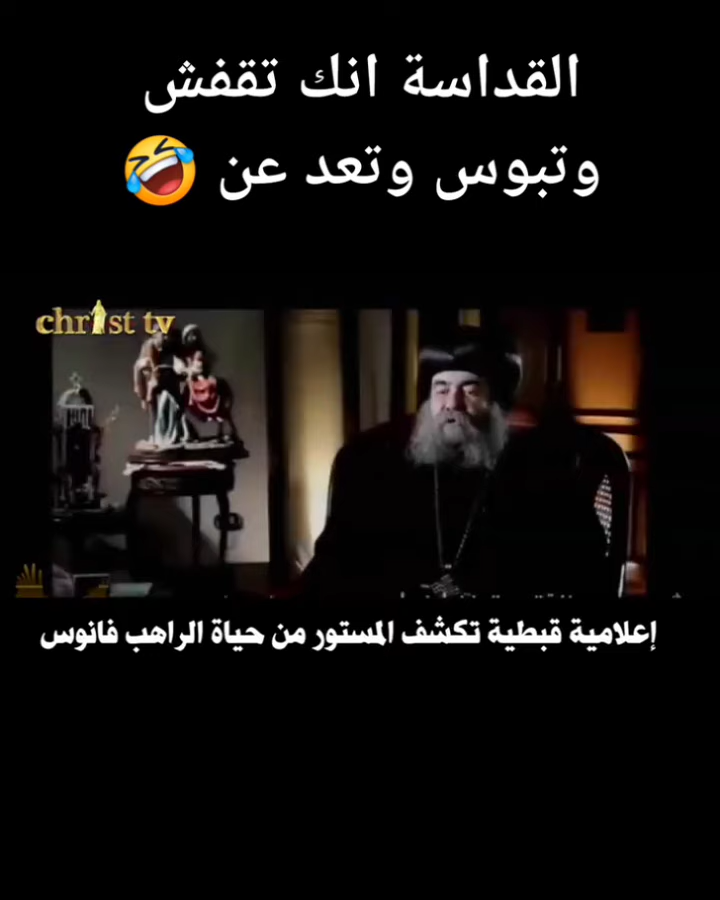 القداسة انك تقفش
وتبوس وتعد عن 🤣
christ tv
إعلامية قبطية تكشف المستور من حياة الراهب فانوس